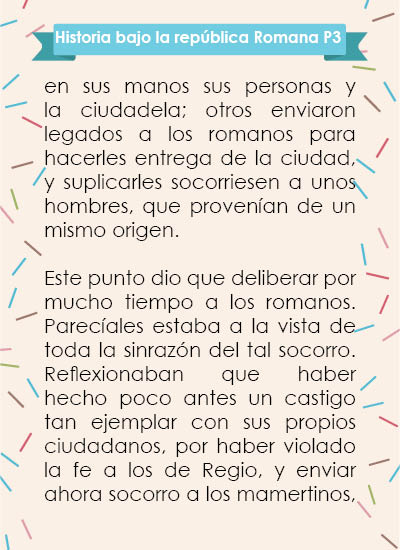 Historia bajo la república Romana P3
en sus manos sus personas y
la ciudadela; otros enviaron
legados a los romanos para
hacerles entrega de la ciudad,
y suplicarles socorriesen a unos
hombres, que provenían de un
mismo origen.
Este punto dio que deliberar por
mucho tiempo a los romanos.
Parecíales estaba a la vista de
toda la sinrazón del tal socorro.
Reflexionaban que haber
hecho poco antes un castigo
tan ejemplar con sus propios
ciudadanos, por haber violado
la fe a los de Regio, y enviar
ahora socorro a los mamertinos,